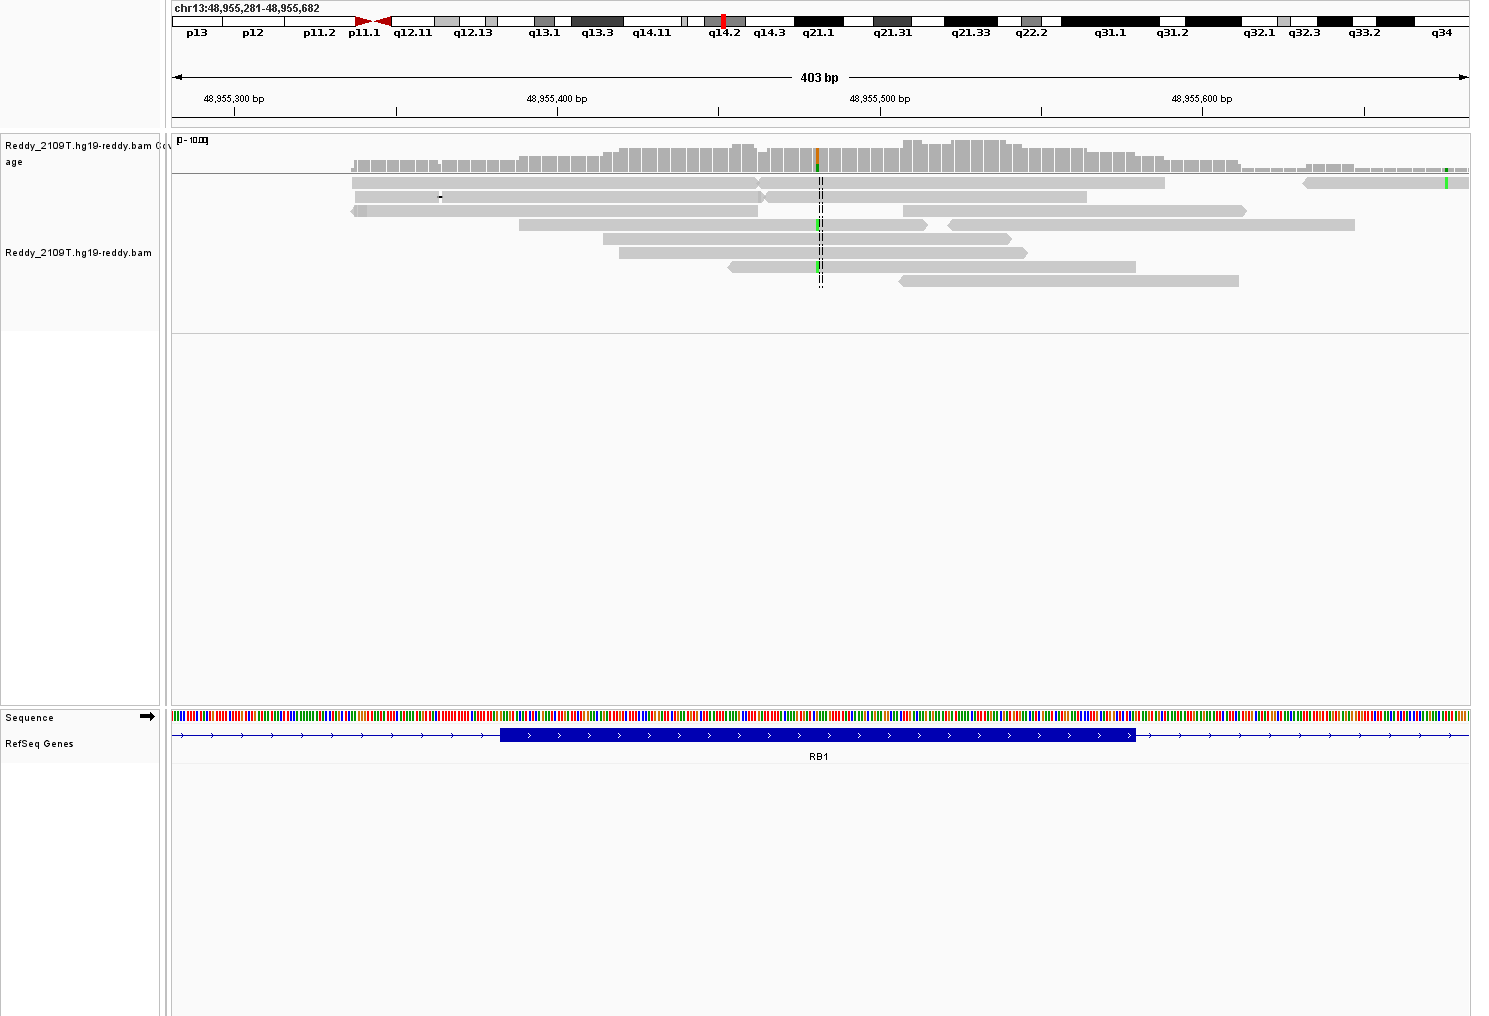 chr13:48,955,281-48,955,682
p13 p12 p11.2 p11.1 q12.11 q12.13 q13.1 q13.3 q14.11 q14.2 q14.3 q21.1 q21.31 q21.33 q22.2 q31.1 q31.2 q32.1 q32.3 q33.2 q34
403 bp
48,955,300 bp 48,955,400 bp 48,955,500 bp 48,955,600 bp
Reddy_2109T.hg19-reddy.bam Cov
age
[0 - 10.00]
Reddy_2109T.hg19-reddy.bam
Sequence
RefSeq Genes
RB1